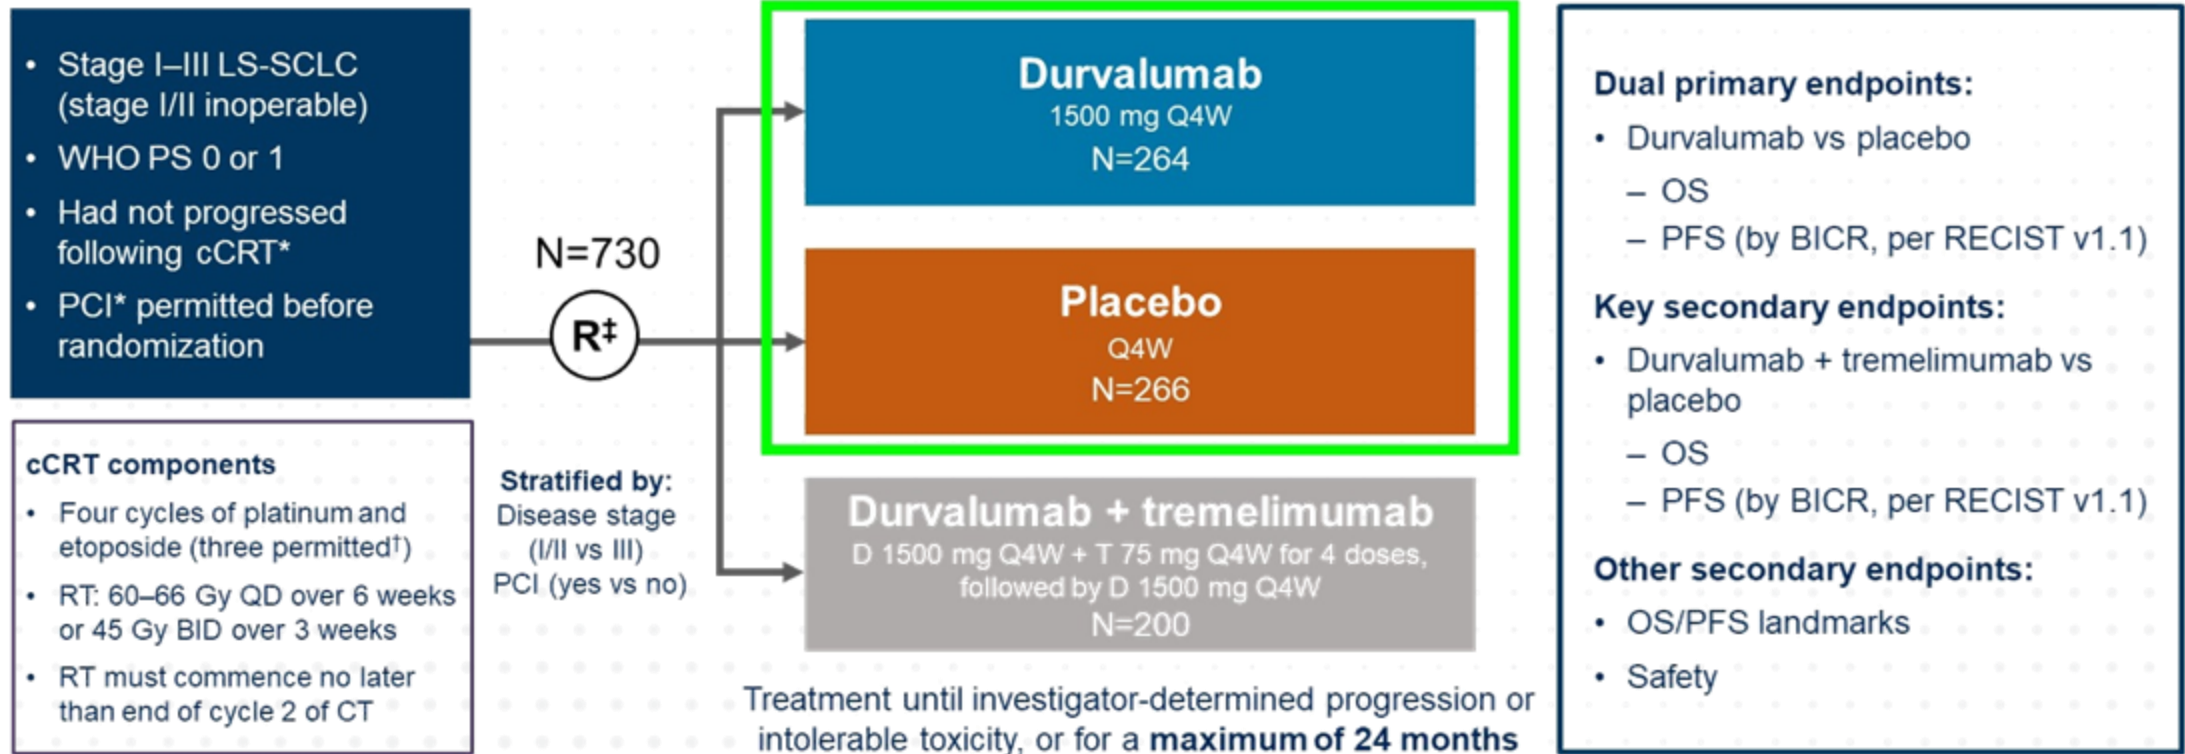 • Stage I–III LS-SCLC
(stage I/II inoperable)
• WHO PS 0 or 1
• Had not progressed
following cCRT*
• PCI* permitted before
randomization
cCRT components
• Four cycles of platinum and
etoposide (three permitted†)
• RT: 60–66 Gy QD over 6 weeks
or 45 Gy BID over 3 weeks
• RT must commence no later
than end of cycle 2 of CT
N=730
R‡
Stratified by:
Disease stage
(I/II vs III)
PCI (yes vs no)
Durvalumab
1500 mg Q4W
N=264
Placebo
Q4W
N=266
Durvalumab + tremelimumab
D 1500 mg Q4W + T 75 mg Q4W for 4 doses,
followed by D 1500 mg Q4W
N=200
Treatment until investigator-determined progression or
intolerable toxicity, or for a maximum of 24 months
Dual primary endpoints:
• Durvalumab vs placebo
– OS
– PFS (by BICR, per RECIST v1.1)
Key secondary endpoints:
• Durvalumab + tremelimumab vs
placebo
– OS
– PFS (by BICR, per RECIST v1.1)
Other secondary endpoints:
• OS/PFS landmarks
• Safety